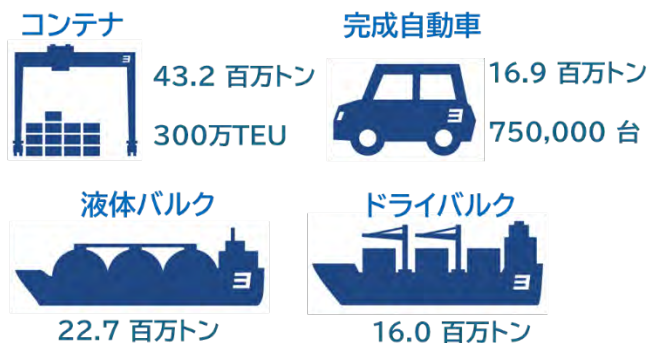 コンテナ
43.2 百万トン
300万TEU
完成自動車
16.9 百万トン
750,000 台
液体バルク
22.7 百万トン
ドライバルク
16.0 百万トン